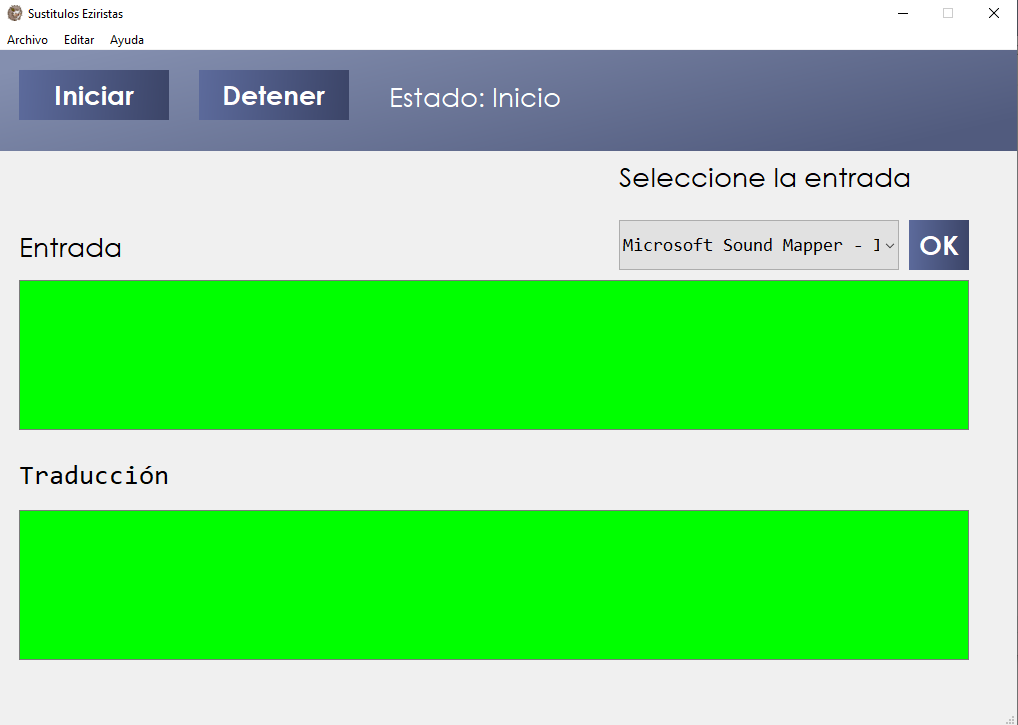 Sustitulos Eziristas
Archivo Editar Ayuda
Iniciar Detener Estado: Inicio
Seleccione la entrada
Entrada
Microsoft Sound Mapper - I
OK
Traducción